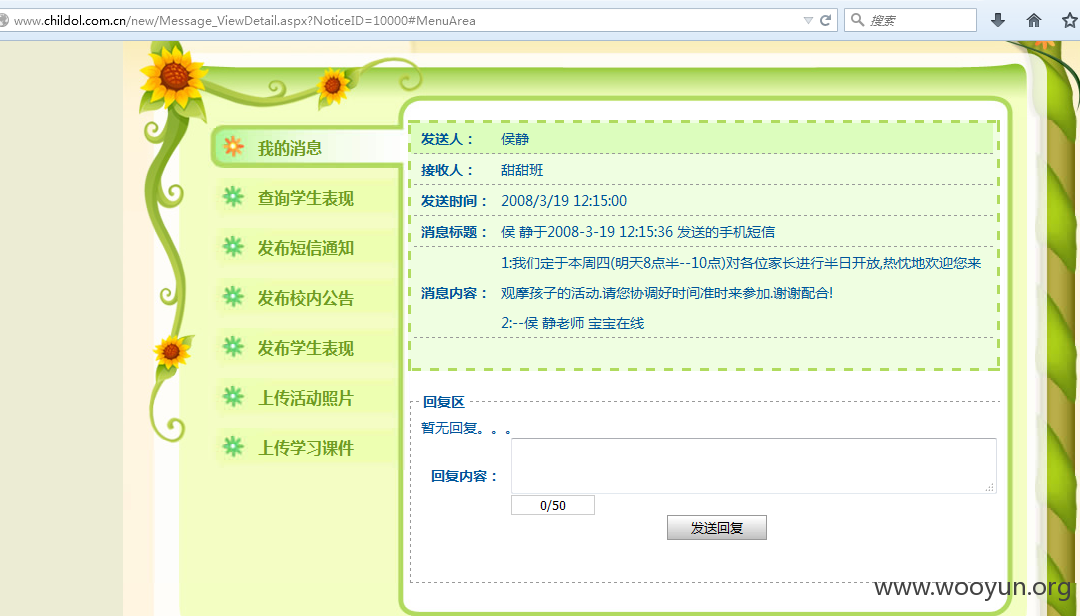 www.childol.com.cn/new/Message_ViewDetail.aspx?NoticeID=10000#MenuArea
搜索
我的消息
查询学生表现
发布短信通知
发布校内公告
发布学生表现
上传活动照片
上传学习课件
发送人： 侯静
接收人： 甜甜班
发送时间： 2008/3/19 12:15:00
消息标题： 侯 静于2008-3-19 12:15:36 发送的手机短信
消息内容：
1:我们定于本周四(明天8点半--10点)对各位家长进行半日开放,热忱地欢迎您来
观摩孩子的活动.请您协调好时间准时来参加.谢谢配合!
2:--侯 静老师 宝宝在线
回复区
暂无回复。。。
回复内容：
0/50
发送回复
www.wooyun.org